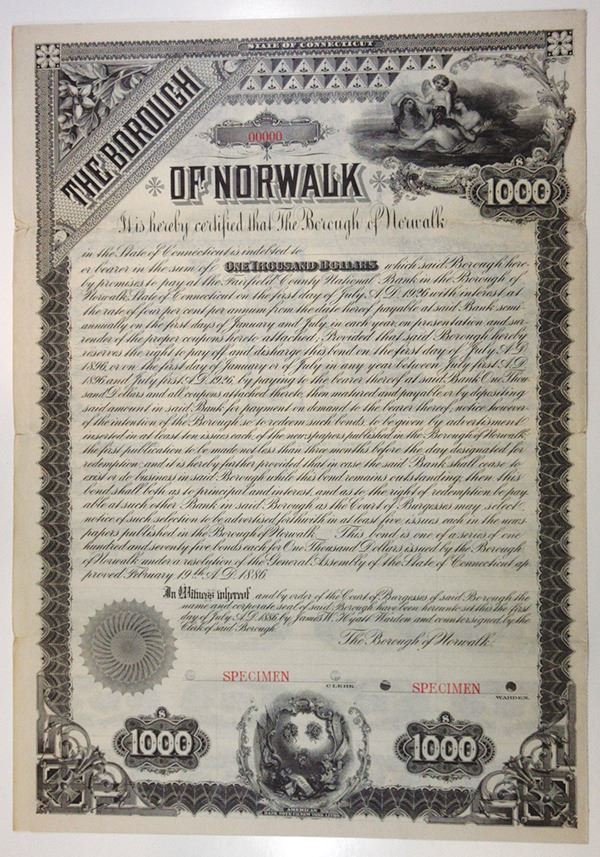 STATE OF CONNECTICUT
THE BOROUGH
00000
OF NORWALK
$
1000
It is hereby certified that The Borough of Norwalk
in the State of Connecticut is indebted to
or bearer in the sum of ONE THOUSAND DOLLARS, which said Borough here-
by promises to pay at the Fairfield County National Bank in the Borough of
Norwalk, State of Connecticut on the first day of July A.D. 1926 with interest at
the rate of four per cent per annum from the date hereof payable at said Bank semi-
annually on the first days of January and July, in each year, on presentation and sur-
render of the proper coupons hereto attached; Provided that said Borough hereby
reserves the right to pay off and discharge this bond on the first day of July A.D.
1896, or on the first day of January or of July in any year between July first A.D.
1896 and July first A.D. 1926, by paying to the bearer thereof at said Bank One Thou-
sand Dollars and all coupons attached thereto then matured and payable or by depositing
said amount in said Bank for payment on demand to the bearer thereof, notice however
of the intention of the Borough so to redeem such bonds, to be given by advertisment
inserted in at least ten issues each, of the newspapers published in the Borough of Norwalk,
the first publication to be made not less than three months before the day designated for
redemption; and it is hereby further provided that in case the said Bank shall cease to
exist or do business in said Borough while this bond remains outstanding, then this
bond shall both as to principal and interest, and as to the right of redemption be pay-
able at such other Bank in said Borough as the Court of Burgesses may select
notice of such selection to be advertised forthwith in at least five issues each in the news-
papers published in the Borough of Norwalk. This bond is one of a series of one
hundred and seventy five bonds each for One Thousand Dollars issued by the Borough
of Norwalk under a resolution of the General Assembly of the State of Connecticut ap-
proved February 19th A.D. 1886.
In Witness whereof and by order of the Court of Burgesses of said Borough the
name and corporate seal of said Borough have been hereunto set this the first
day of July A.D. 1886 by James W. Hyatt Warden and countersigned by the
Clerk of said Borough.
The Borough of Norwalk.
SPECIMEN
CLERK.
SPECIMEN
WARDEN.
$
1000
$
1000
AMERICAN
BANK NOTE CO. NEW YORK